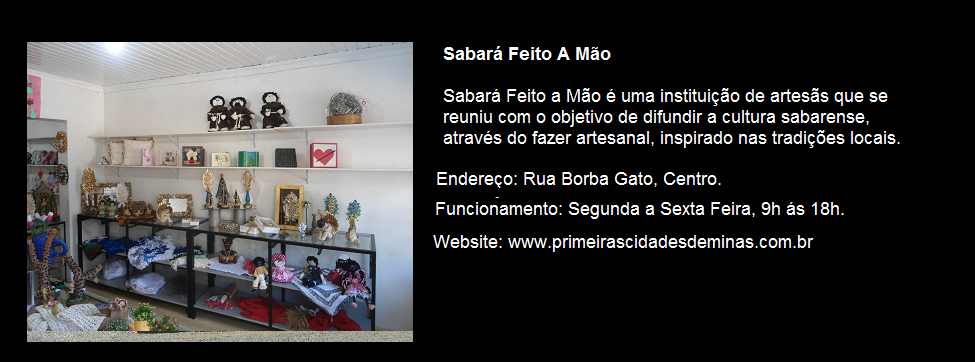 Sabará Feito A Mão
Sabará Feito a Mão é uma instituição de artesãs que se
reuniu com o objetivo de difundir a cultura sabarense,
através do fazer artesanal, inspirado nas tradições locais.
Endereço: Rua Borba Gato, Centro.
Funcionamento: Segunda a Sexta Feira, 9h ás 18h.
Website: www.primeirascidadesdeminas.com.br